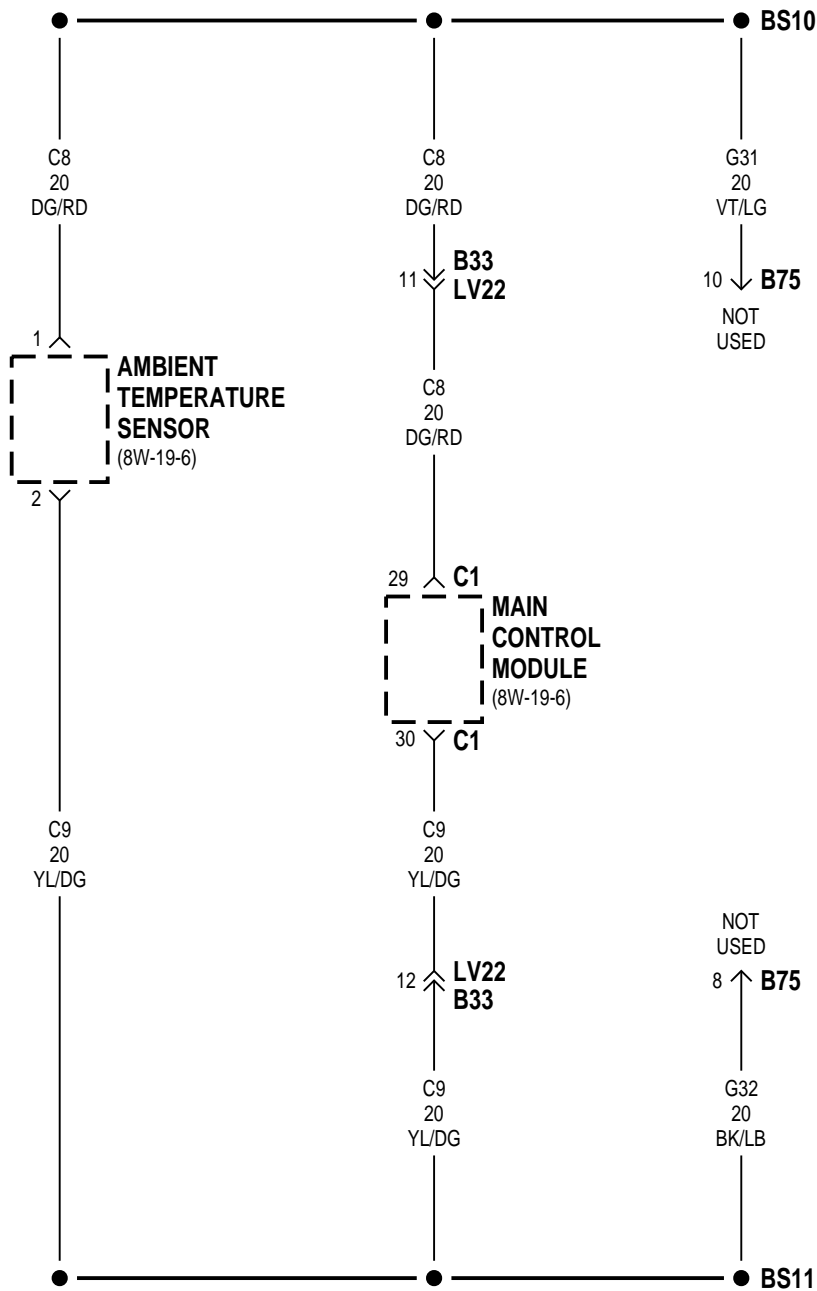 BS10
C8
20
DG/RD
C8
20
DG/RD
G31
20
VT/LG
11
B33
LV22
10
B75
NOT
USED
1
AMBIENT
TEMPERATURE
SENSOR
(8W-19-6)
2
C8
20
DG/RD
29
C1
MAIN
CONTROL
MODULE
(8W-19-6)
30
C1
C9
20
YL/DG
C9
20
YL/DG
NOT
USED
12
LV22
B33
8
B75
C9
20
YL/DG
G32
20
BK/LB
BS11